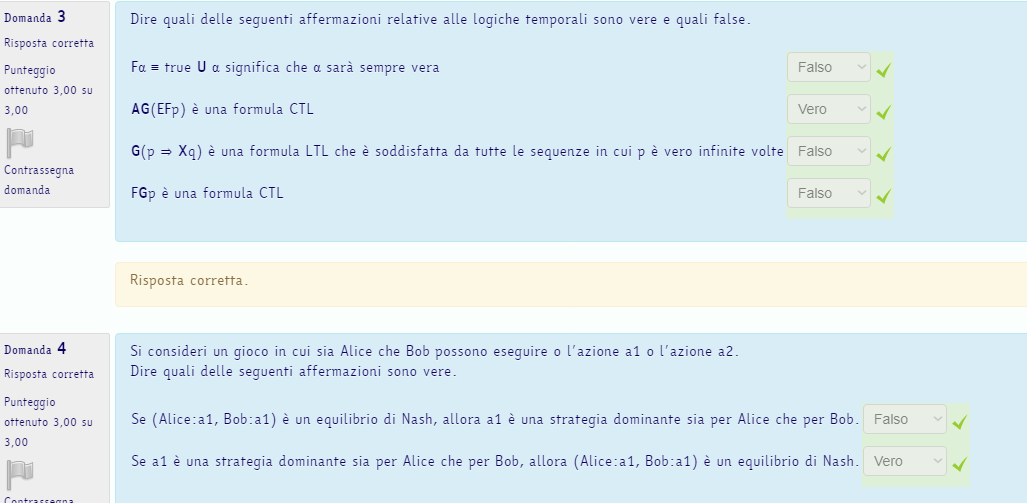 Domanda 3
Risposta corretta
Punteggio
ottenuto 3,00 su
3,00
Contrassegna
domanda
Dire quali delle seguenti affermazioni relative alle logiche temporali sono vere e quali false.
Fα ≡ true U α significa che α sarà sempre vera Falso
AG(EFp) è una formula CTL Vero
G(p ⇒ Xq) è una formula LTL che è soddisfatta da tutte le sequenze in cui p è vero infinite volte Falso
FGp è una formula CTL Falso
Risposta corretta.
Domanda 4
Risposta corretta
Punteggio
ottenuto 3,00 su
3,00
Contrassegna
Si consideri un gioco in cui sia Alice che Bob possono eseguire o l'azione a1 o l'azione a2.
Dire quali delle seguenti affermazioni sono vere.
Se (Alice:a1, Bob:a1) è un equilibrio di Nash, allora a1 è una strategia dominante sia per Alice che per Bob. Falso
Se a1 è una strategia dominante sia per Alice che per Bob, allora (Alice:a1, Bob:a1) è un equilibrio di Nash. Vero